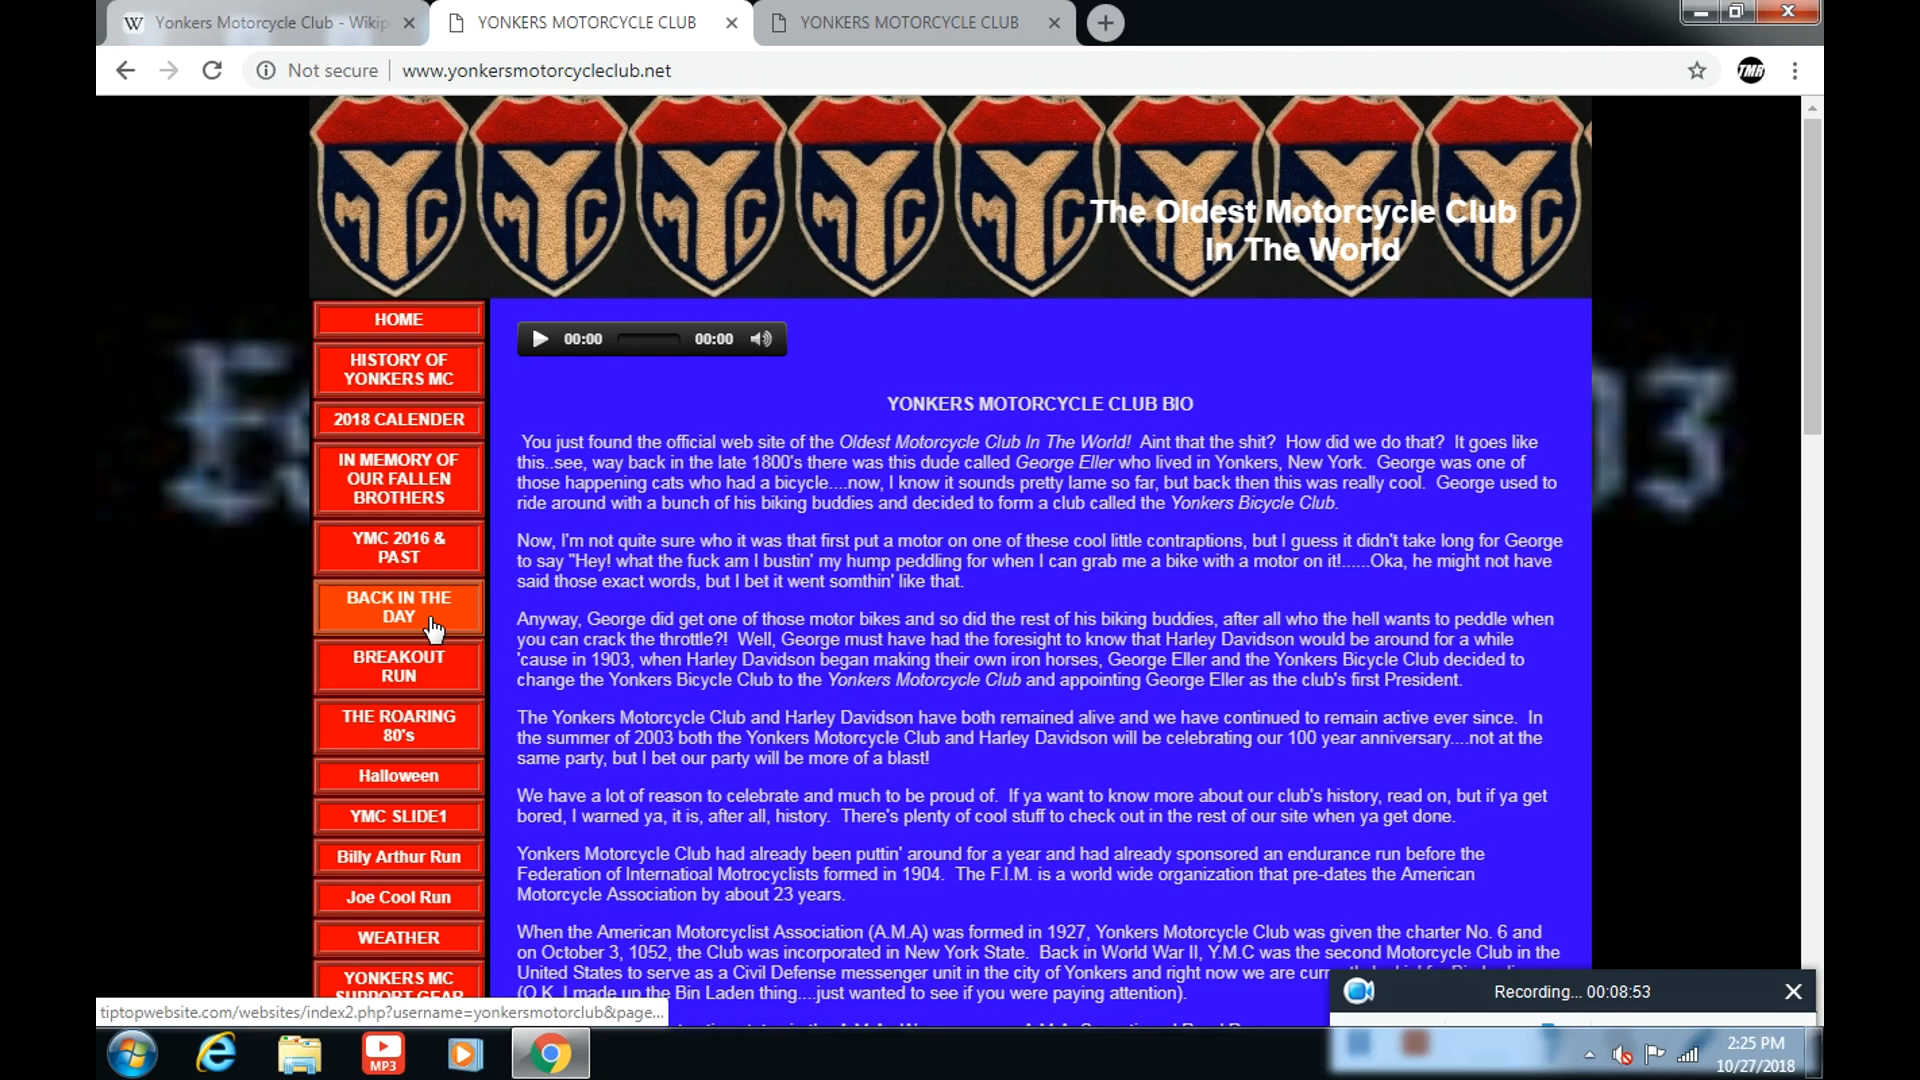 Yonkers Motorcycle Club - Wikip
YONKERS MOTORCYCLE CLUB
YONKERS MOTORCYCLE CLUB
Not secure
www.yonkersmotorcycleclub.net
TMR
The Oldest Motorcycle Club
In The World
HOME
HISTORY OF
YONKERS MC
2018 CALENDER
IN MEMORY OF
OUR FALLEN
BROTHERS
YMC 2016 &
PAST
BACK IN THE
DAY
BREAKOUT
RUN
THE ROARING
80's
Halloween
YMC SLIDE1
Billy Arthur Run
Joe Cool Run
WEATHER
YONKERS MC
SUPPORT GEAR
00:00
00:00
YONKERS MOTORCYCLE CLUB BIO
You just found the official web site of the Oldest Motorcycle Club In The World! Aint that the shit? How did we do that? It goes like
this..see, way back in the late 1800's there was this dude called George Eller who lived in Yonkers, New York. George was one of
those happening cats who had a bicycle....now, I know it sounds pretty lame so far, but back then this was really cool. George used to
ride around with a bunch of his biking buddies and decided to form a club called the Yonkers Bicycle Club.
Now, I'm not quite sure who it was that first put a motor on one of these cool little contraptions, but I guess it didn't take long for George
to say "Hey! what the fuck am I bustin' my hump peddling for when I can grab me a bike with a motor on it!......Oka, he might not have
said those exact words, but I bet it went somthin' like that.
Anyway, George did get one of those motor bikes and so did the rest of his biking buddies, after all who the hell wants to peddle when
you can crack the throttle?! Well, George must have had the foresight to know that Harley Davidson would be around for a while
'cause in 1903, when Harley Davidson began making their own iron horses, George Eller and the Yonkers Bicycle Club decided to
change the Yonkers Bicycle Club to the Yonkers Motorcycle Club and appointing George Eller as the club's first President.
The Yonkers Motorcycle Club and Harley Davidson have both remained alive and we have continued to remain active ever since. In
the summer of 2003 both the Yonkers Motorcycle Club and Harley Davidson will be celebrating our 100 year anniversary....not at the
same party, but I bet our party will be more of a blast!
We have a lot of reason to celebrate and much to be proud of. If ya want to know more about our club's history, read on, but if ya get
bored, I warned ya, it is, after all, history. There's plenty of cool stuff to check out in the rest of our site when ya get done.
Yonkers Motorcycle Club had already been puttin' around for a year and had already sponsored an endurance run before the
Federation of Internatioal Motrocyclists formed in 1904. The F.I.M. is a world wide organization that pre-dates the American
Motorcycle Association by about 23 years.
When the American Motorcyclist Association (A.M.A) was formed in 1927, Yonkers Motorcycle Club was given the charter No. 6 and
on October 3, 1052, the Club was incorporated in New York State. Back in World War II, Y.M.C was the second Motorcycle Club in the
United States to serve as a Civil Defense messenger unit in the city of Yonkers and right now we are
(O.K. I made up the Bin Laden thing....just wanted to see if you were paying attention).
tiptopwebsite.com/websites/index2.php?username=yonkersmotorclub&page...
Recording... 00:08:53
MP3
2:25 PM
10/27/2018